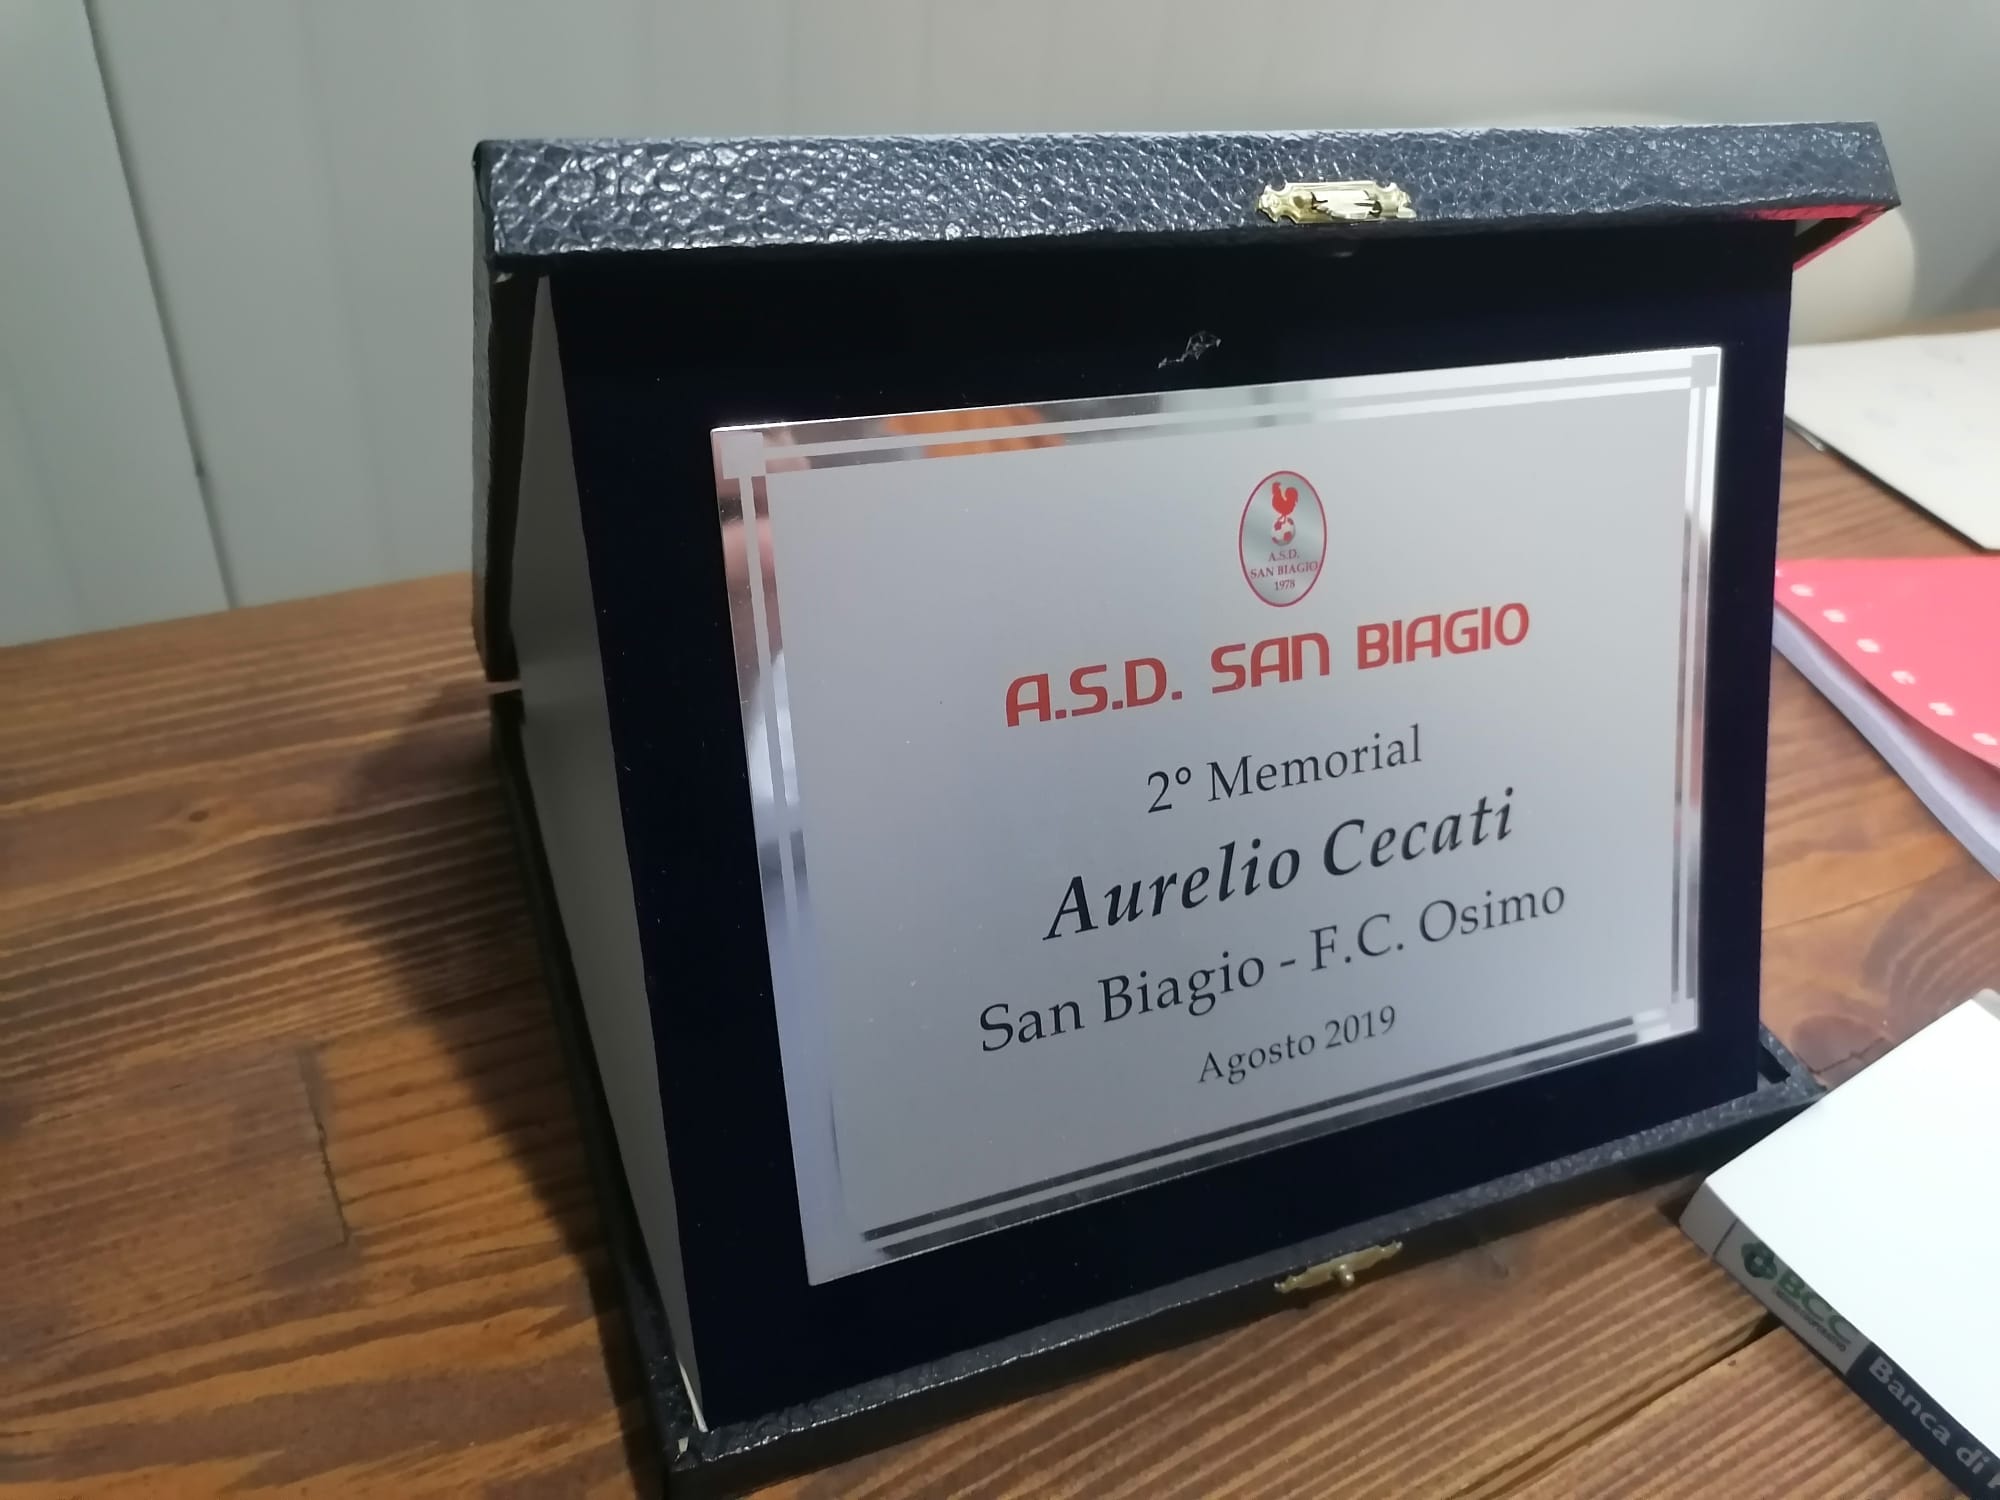 A.S.D.
SAN BIAGIO
1978
A.S.D. SAN BIAGIO
2° Memorial
Aurelio Cecati
San Biagio - F.C. Osimo
Agosto 2019
BCC
Banca di